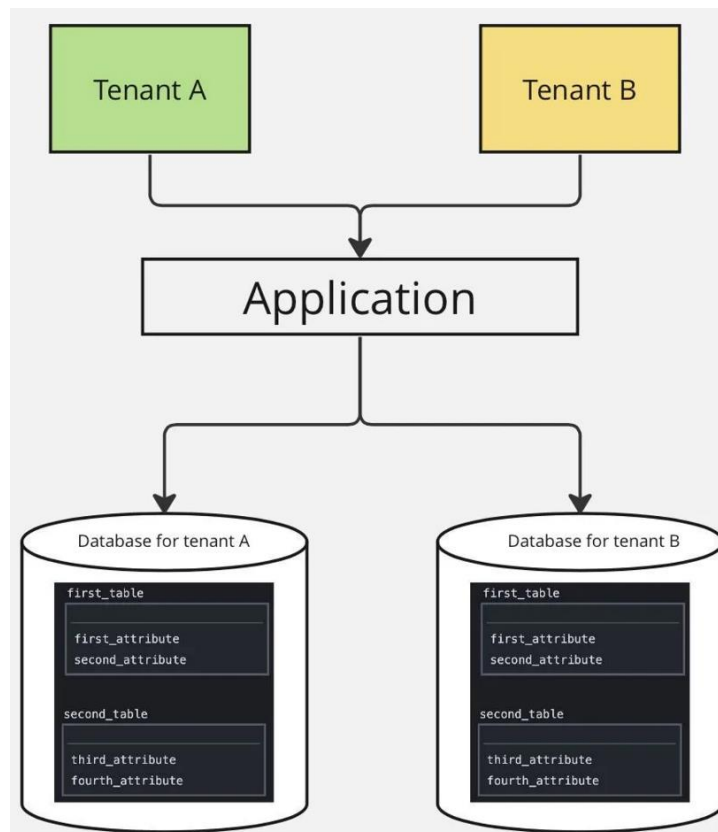 Tenant A
Tenant B
Application
Database for tenant A
first_table
first_attribute
second_attribute
second_table
third_attribute
fourth_attribute
Database for tenant B
first_table
first_attribute
second_attribute
second_table
third_attribute
fourth_attribute